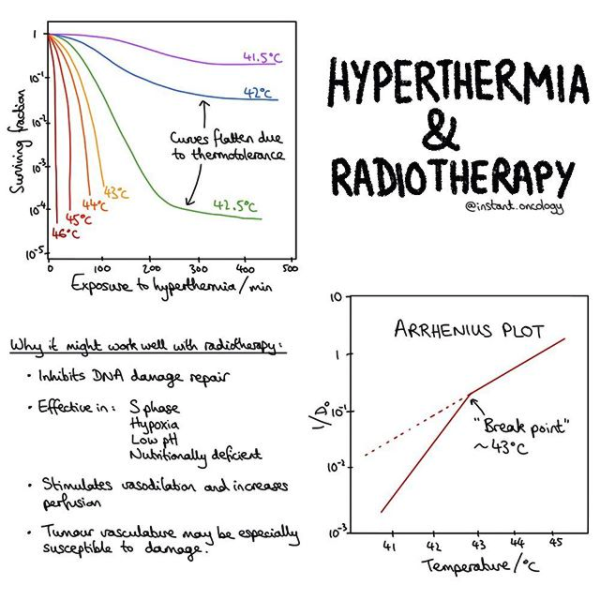 HYPERTHERMIA
&
RADIOTHERAPY
@instant.oncology
Surviving fraction
1
10⁻¹
10⁻²
10⁻³
10⁻⁴
10⁻⁵
41.5°C
42°C
Curves flatten due
to thermotolerance
42.5°C
43°C
44°C
45°C
46°C
0 100 200 300 400 500
Exposure to hyperthermia / min
Why it might work well with radiotherapy:
• Inhibits DNA damage repair
• Effective in: S phase
Hypoxia
Low pH
Nutritionally deficient
• Stimulates vasodilation and increases
perfusion
• Tumour vasculature may be especially
susceptible to damage.
ARRHENIUS PLOT
1/D₀
10
1
10⁻¹
10⁻²
10⁻³
"Break point"
~43°C
41 42 43 44 45
Temperature /°C